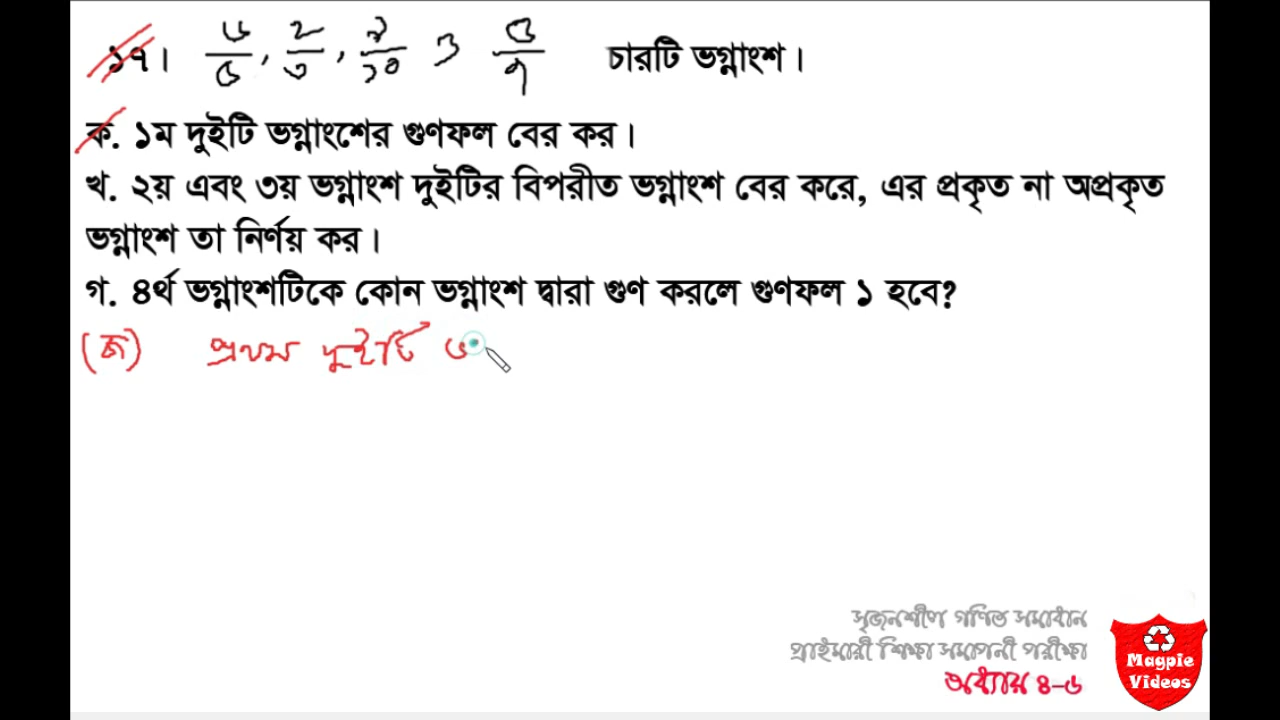 ১৭। ৬/৫, ২/৩, ৯/১০ ও ৫/৭ চারটি ভগ্নাংশ।
ক. ১ম দুইটি ভগ্নাংশের গুণফল বের কর।
খ. ২য় এবং ৩য় ভগ্নাংশ দুইটির বিপরীত ভগ্নাংশ বের করে, এর প্রকৃত না অপ্রকৃত
ভগ্নাংশ তা নির্ণয় কর।
গ. ৪র্থ ভগ্নাংশটিকে কোন ভগ্নাংশ দ্বারা গুণ করলে গুণফল ১ হবে?
(ক) প্রথম দুইটি
সৃজনশীল গণিত সমাধান
প্রাইমারী শিক্ষা সমাপনী পরীক্ষা
অধ্যায় ৪-৬
Magpie
Videos